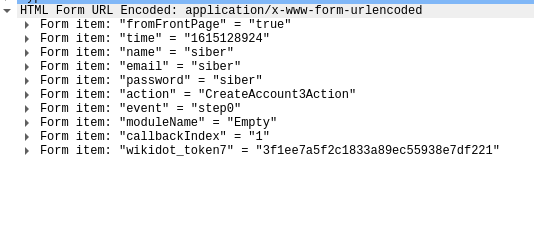 HTML Form URL Encoded: application/x-www-form-urlencoded
Form item: "fromFrontPage" = "true"
Form item: "time" = "1615128924"
Form item: "name" = "siber"
Form item: "email" = "siber"
Form item: "password" = "siber"
Form item: "action" = "CreateAccount3Action"
Form item: "event" = "step0"
Form item: "moduleName" = "Empty"
Form item: "callbackIndex" = "1"
Form item: "wikidot_token7" = "3f1ee7a5f2c1833a89ec55938e7df221"